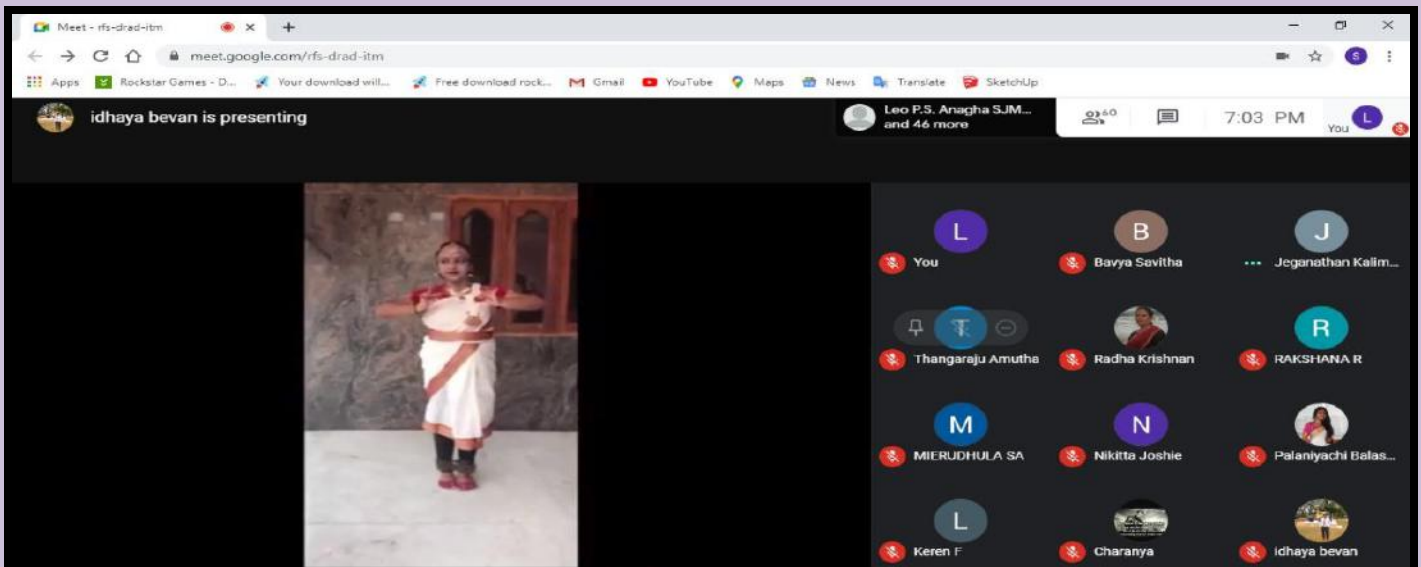 Meet - rfs-drad-itm
meet.google.com/rfs-drad-itm
S
Apps Rockstar Games - D... Your download will... Free download rock... Gmail YouTube Maps News Translate SketchUp
idhaya bevan is presenting
Leo P.S. Anagha SJM...
and 46 more
60
7:03 PM
You
L
L
B
J
You
Bavya Savitha
Jeganathan Kalim...
T
R
Thangaraju Amutha
Radha Krishnan
RAKSHANA R
M
N
MIERUDHULA SA
Nikitta Joshie
Palaniyachi Balas...
L
Keren F
Charanya
idhaya bevan